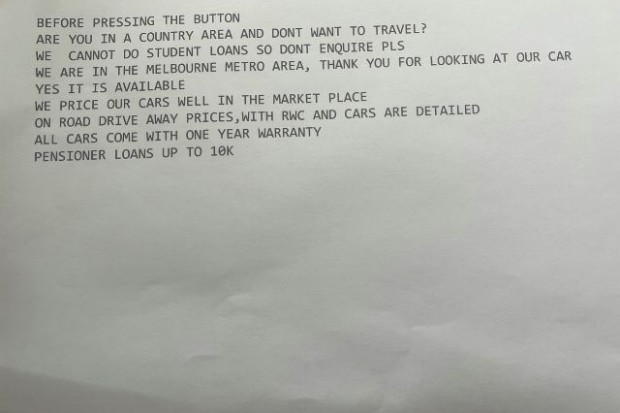 BEFORE PRESSING THE BUTTON
ARE YOU IN A COUNTRY AREA AND DONT WANT TO TRAVEL?
WE  CANNOT DO STUDENT LOANS SO DONT ENQUIRE PLS
WE ARE IN THE MELBOURNE METRO AREA, THANK YOU FOR LOOKING AT OUR CAR
YES IT IS AVAILABLE
WE PRICE OUR CARS WELL IN THE MARKET PLACE
ON ROAD DRIVE AWAY PRICES,WITH RWC AND CARS ARE DETAILED
ALL CARS COME WITH ONE YEAR WARRANTY
PENSIONER LOANS UP TO 10K